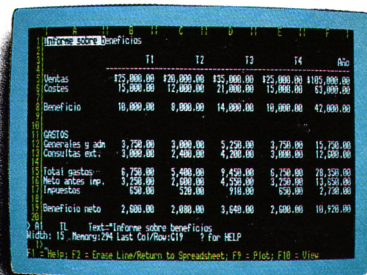 A B C D E F
Informe sobre Beneficios
T1 T2 T3 T4 Año
Ventas $25,000.00 $20,000.00 $35,000.00 $25,000.00 $105,000.00
Costes 15,000.00 12,000.00 21,000.00 15,000.00 63,000.00
Beneficio 10,000.00 8,000.00 14,000.00 10,000.00 42,000.00
GASTOS
Generales y adm 3,750.00 3,000.00 5,250.00 3,750.00 15,750.00
Consultas ext. 3,000.00 2,400.00 4,200.00 3,000.00 12,600.00
Total gastos 6,750.00 5,400.00 9,450.00 6,750.00 28,350.00
Neto antes imp. 3,250.00 2,600.00 4,550.00 3,250.00 13,650.00
Impuestos 650.00 520.00 910.00 650.00 2,730.00
Beneficio neto 2,600.00 2,080.00 3,640.00 2,600.00 10,920.00
A1 TL Text="Informe sobre beneficios
Width: 15 Memory:294 Last Col/Row:G19 ? for HELP
F1 = Help; F2 = Erase Line/Return to Spreadsheet; F9 = Plot; F10 = View